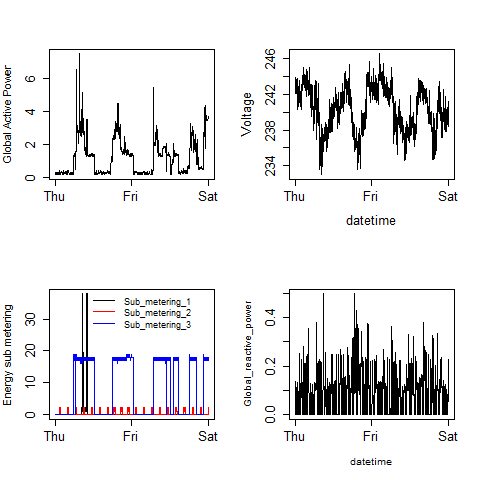 Global Active Power
6
4
2
0
Thu Fri Sat
Voltage
246
242
238
234
Thu Fri Sat
datetime
Energy sub metering
30
20
10
0
Sub_metering_1
Sub_metering_2
Sub_metering_3
Thu Fri Sat
Global_reactive_power
0.4
0.2
0.0
Thu Fri Sat
datetime